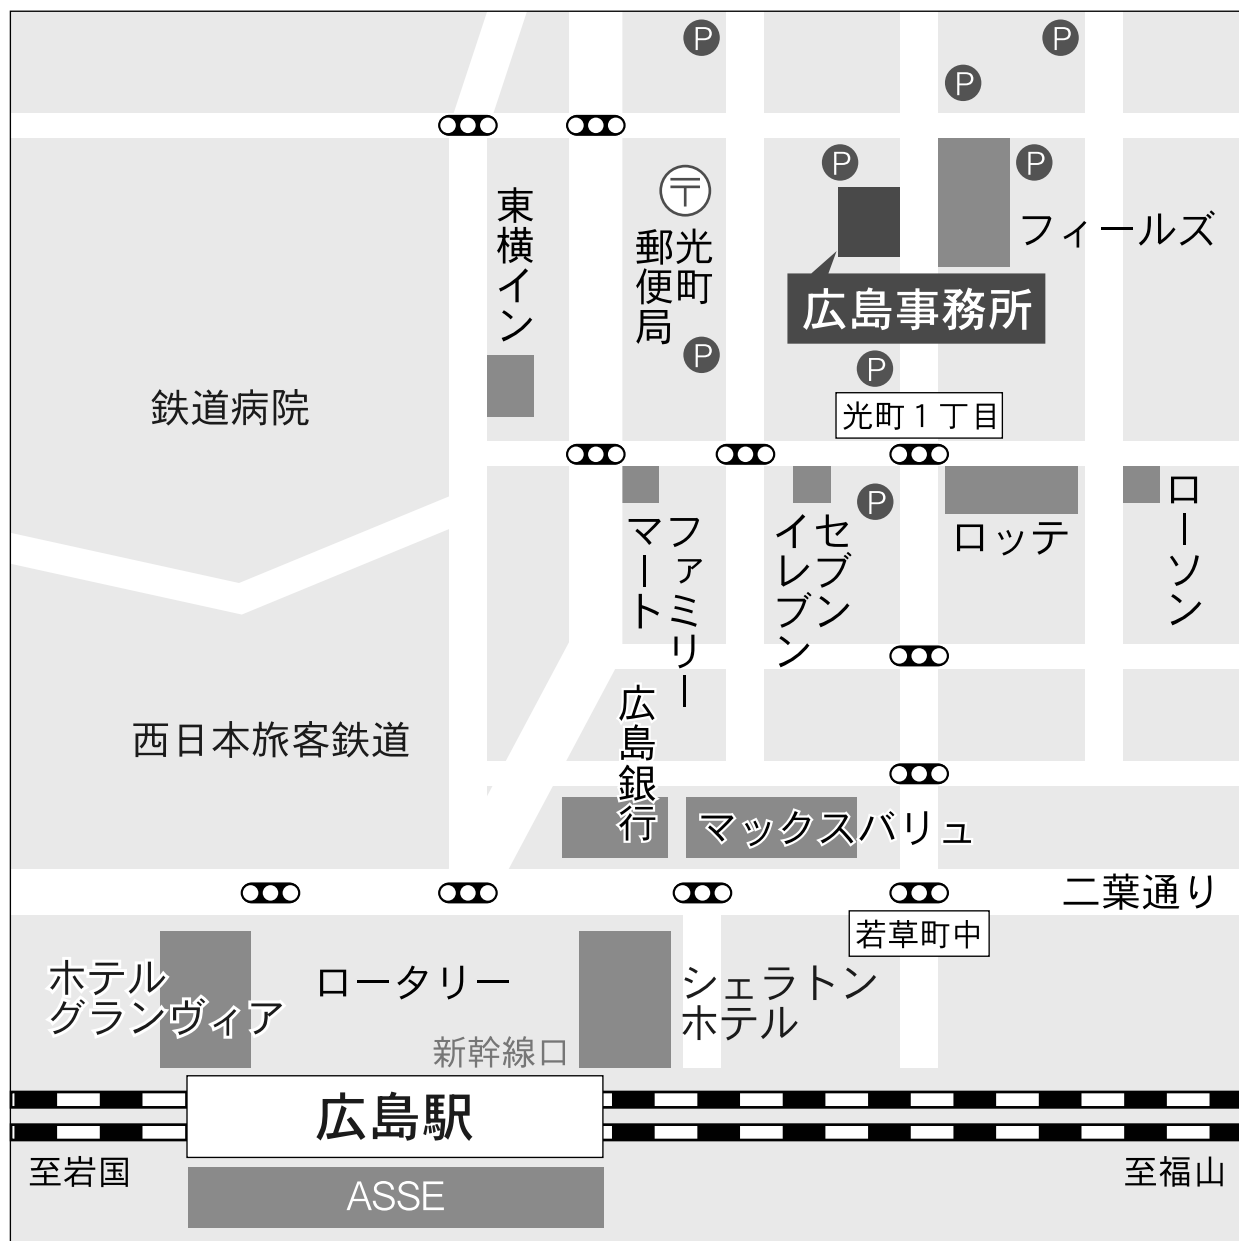 P
P
P
P
P
〒
東横イン
光町
郵便局
フィールズ
広島事務所
P
P
鉄道病院
光町1丁目
P
ファミリー
マート
セブン
イレブン
ロッテ
ローソン
西日本旅客鉄道
広島銀行
マックスバリュ
二葉通り
若草町中
ホテル
グランヴィア
ロータリー
シェラトン
ホテル
新幹線口
広島駅
至岩国
至福山
ASSE